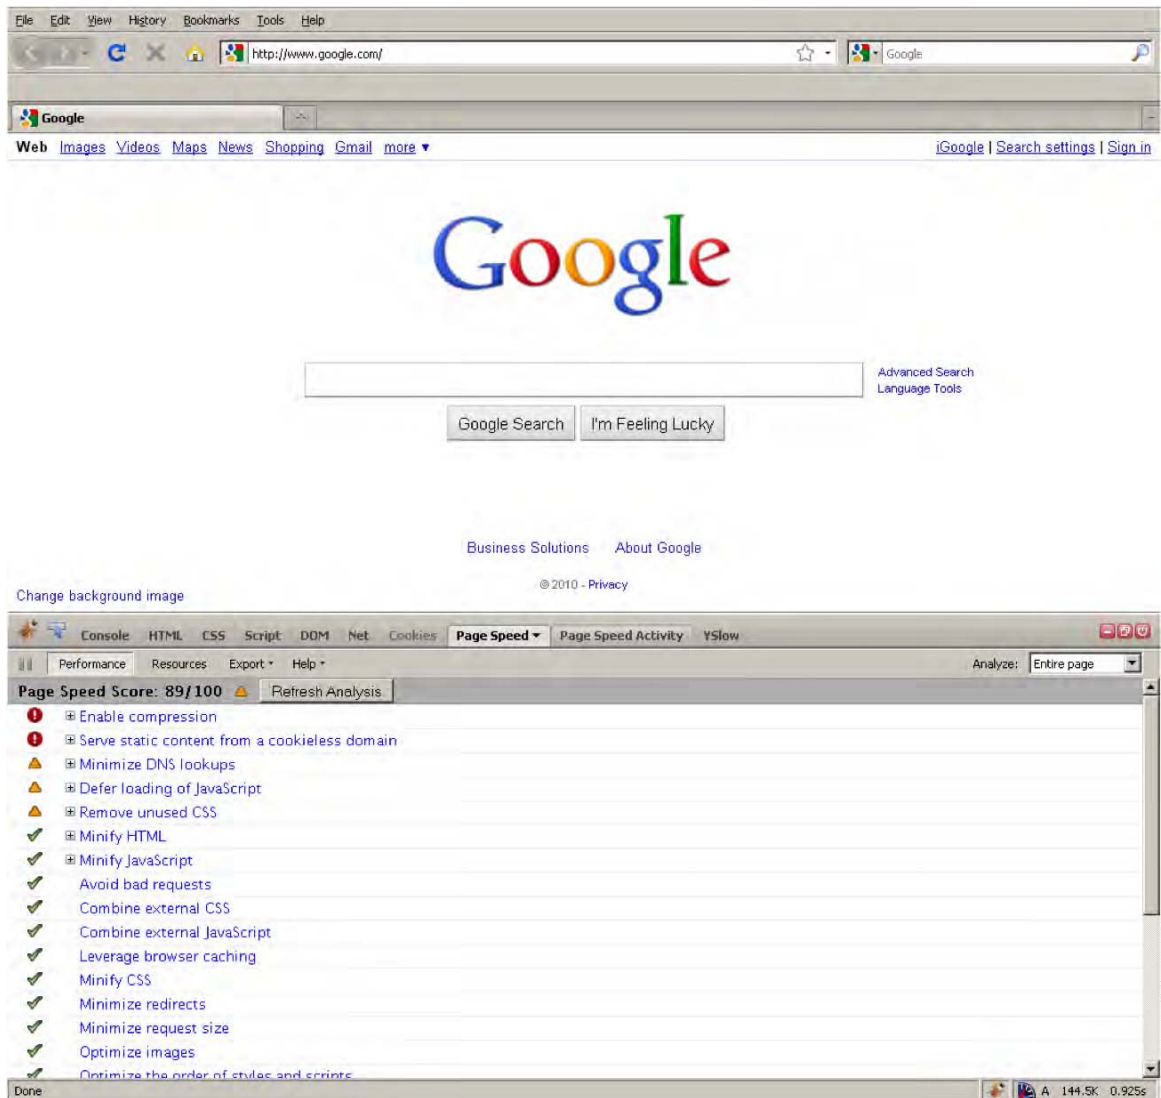 File Edit View History Bookmarks Tools Help
http://www.google.com/ Google
Google
Web Images Videos Maps News Shopping Gmail more ▼ iGoogle | Search settings | Sign in
Google
Advanced Search
Language Tools
Google Search I'm Feeling Lucky
Business Solutions About Google
© 2010 - Privacy
Change background image
Console HTML CSS Script DOM Net Cookies Page Speed ▾ Page Speed Activity YSlow
Performance Resources Export ▾ Help ▾ Analyze: Entire page
Page Speed Score: 89/100 Refresh Analysis
Enable compression
Serve static content from a cookieless domain
Minimize DNS lookups
Defer loading of JavaScript
Remove unused CSS
Minify HTML
Minify JavaScript
Avoid bad requests
Combine external CSS
Combine external JavaScript
Leverage browser caching
Minify CSS
Minimize redirects
Minimize request size
Optimize images
Optimize the order of styles and scripts
Done A 144.5K 0.925s